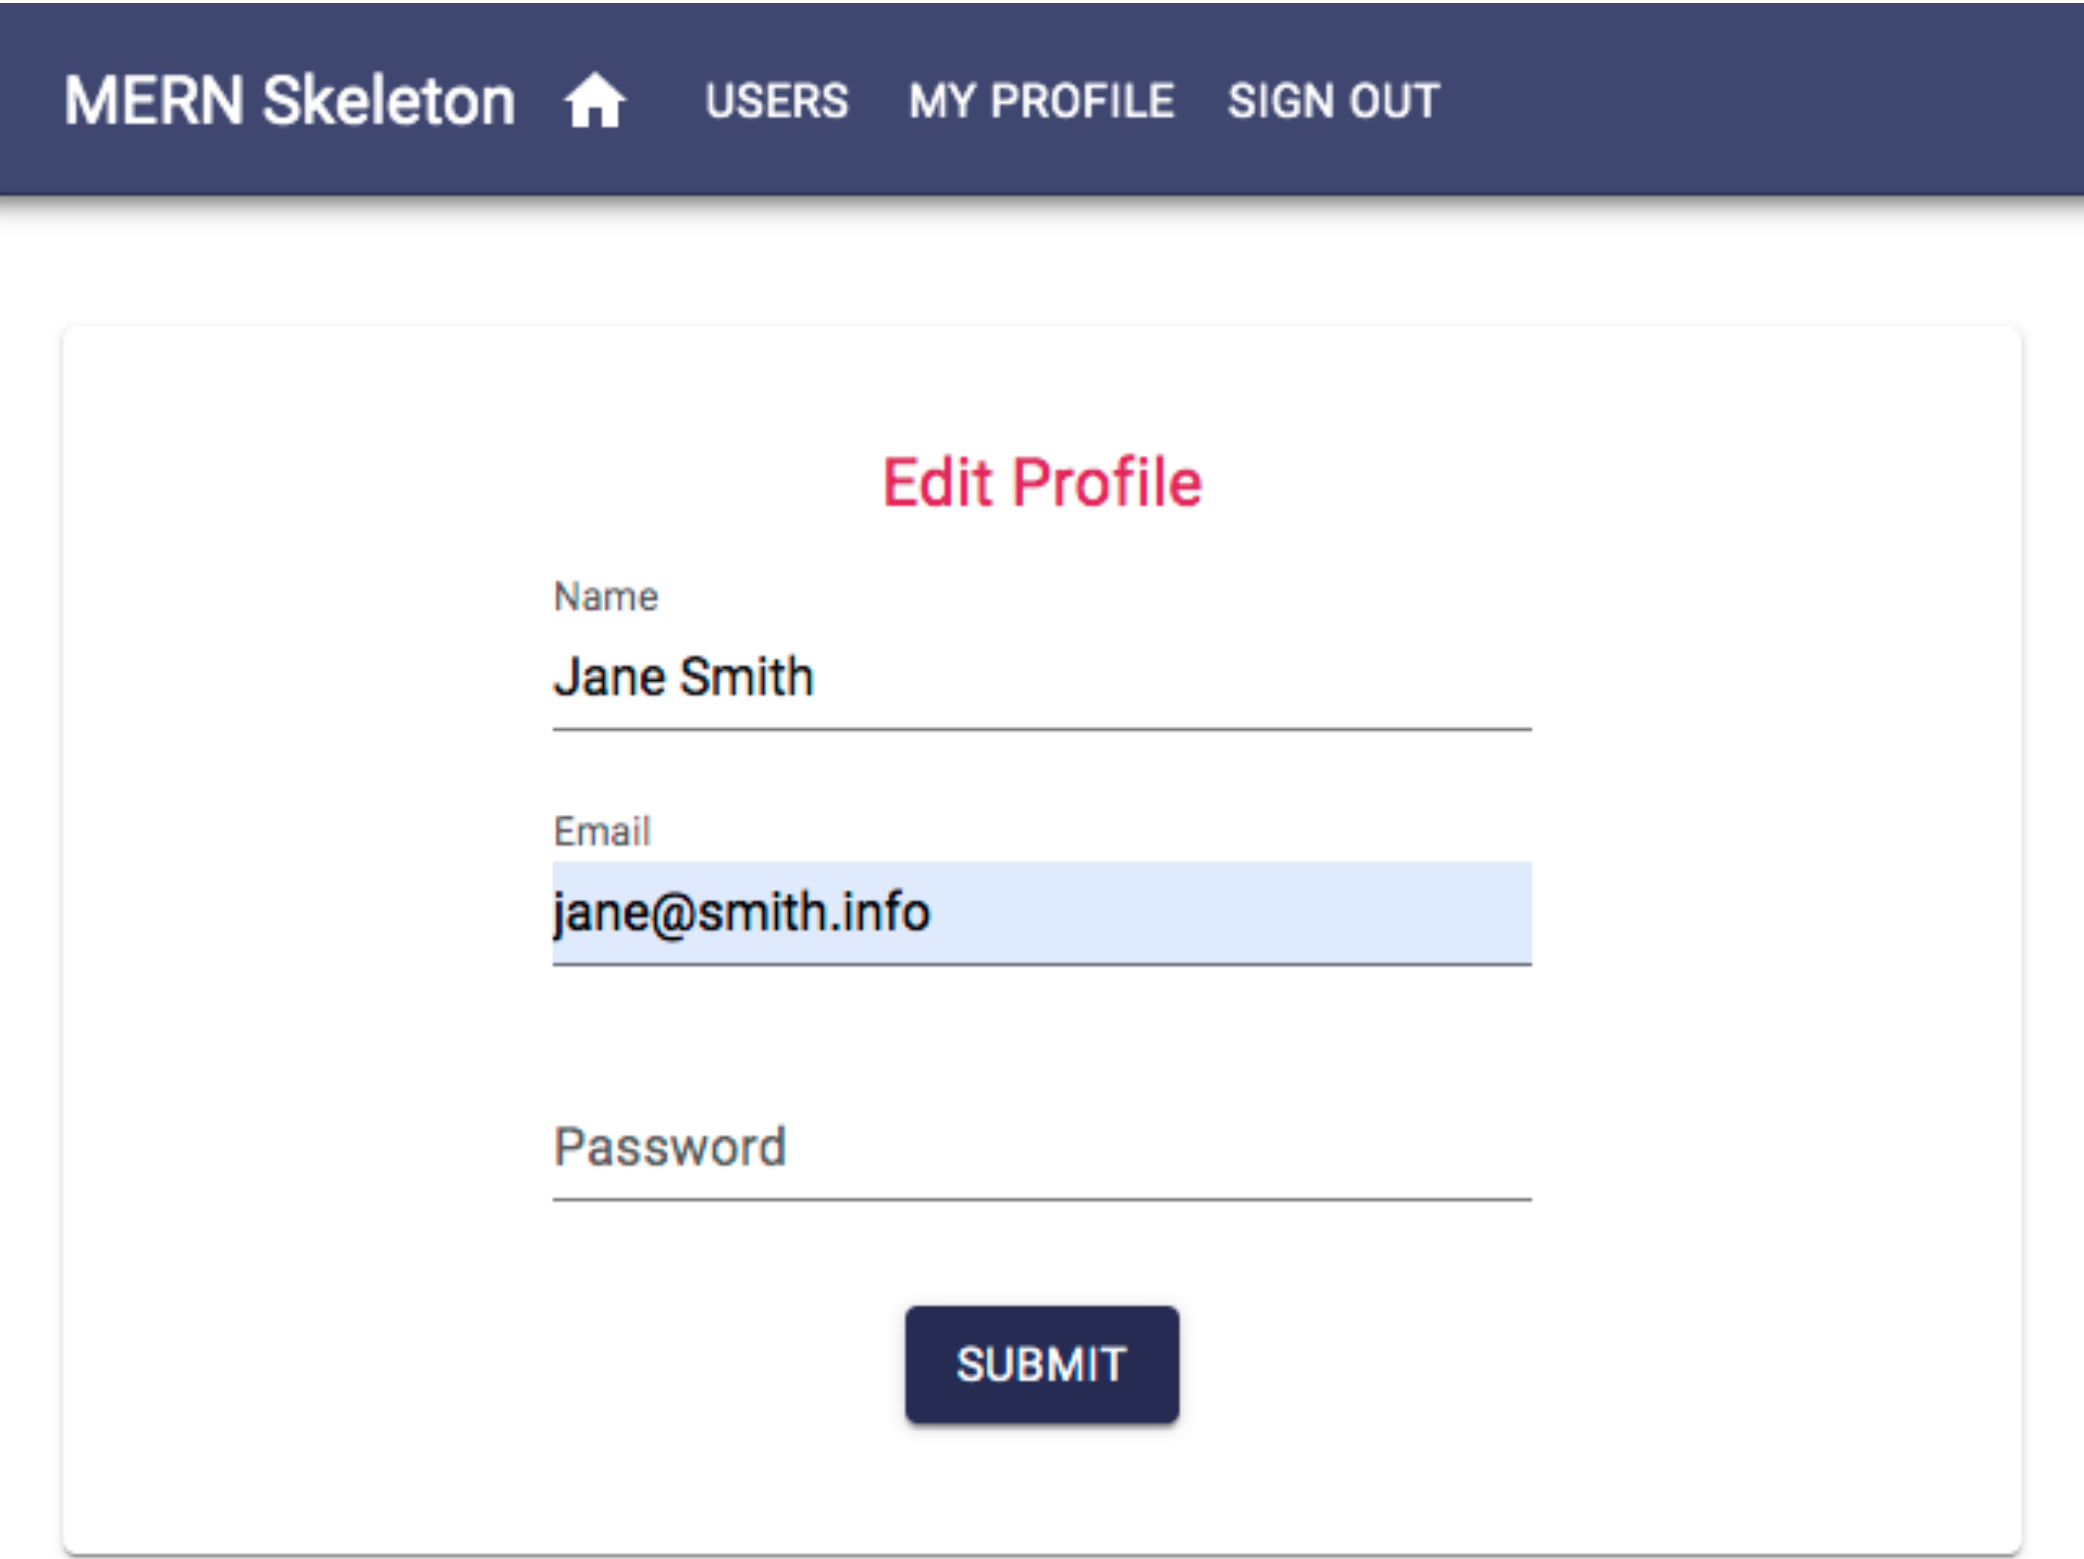 MERN Skeleton USERS MY PROFILE SIGN OUT
Edit Profile
Name
Jane Smith
Email
jane@smith.info
Password
SUBMIT